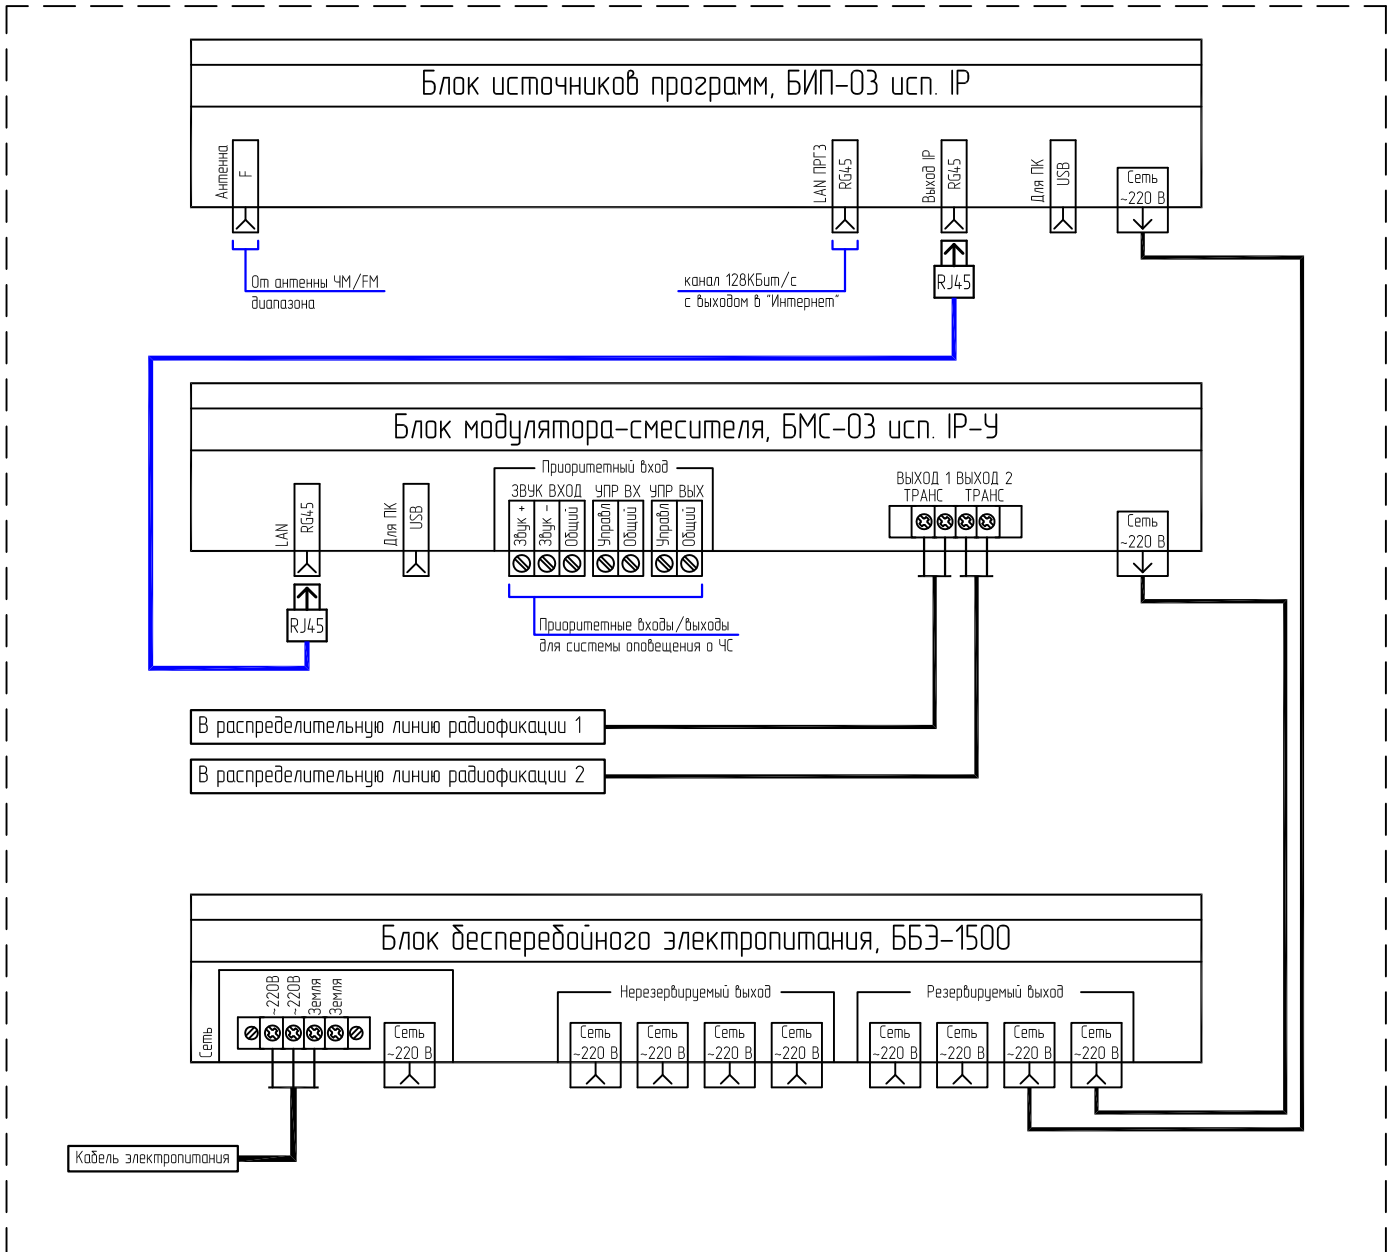 Блок источников программ, БИП-03 исп. IP
Антенна
F
LAN ПРГ3
RG45
Выход IP
RG45
Для ПК
USB
Сеть
~220 В
От антенны ЧМ/FM
диапазона
канал 128КБит/с
с выходом в "Интернет"
RJ45
Блок модулятора-смесителя, БМС-03 исп. IP-У
LAN
RG45
Для ПК
USB
Приоритетный вход
ЗВУК ВХОД
УПР ВХ
УПР ВЫХ
Звук +
Звук -
Общий
Управл
Общий
Управл
Общий
ВЫХОД 1
ВЫХОД 2
ТРАНС
ТРАНС
Сеть
~220 В
RJ45
Приоритетные входы/выходы
для системы оповещения о ЧС
В распределительную линию радиофикации 1
В распределительную линию радиофикации 2
Блок бесперебойного электропитания, ББЭ-1500
Сеть
~220В
~220В
Земля
Земля
Сеть
~220 В
Нерезервируемый выход
Сеть
~220 В
Сеть
~220 В
Сеть
~220 В
Сеть
~220 В
Резервируемый выход
Сеть
~220 В
Сеть
~220 В
Сеть
~220 В
Сеть
~220 В
Кабель электропитания